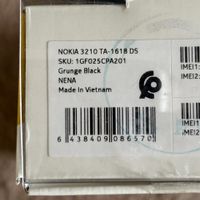 NOKIA 3210 TA-1618 DS
SKU: 1GF025CPA2O1
Grunge Black
NENA
Made In Vietnam
6 438409 086570
IMEI1:
IMEI2:
IMEI1
IMEI2